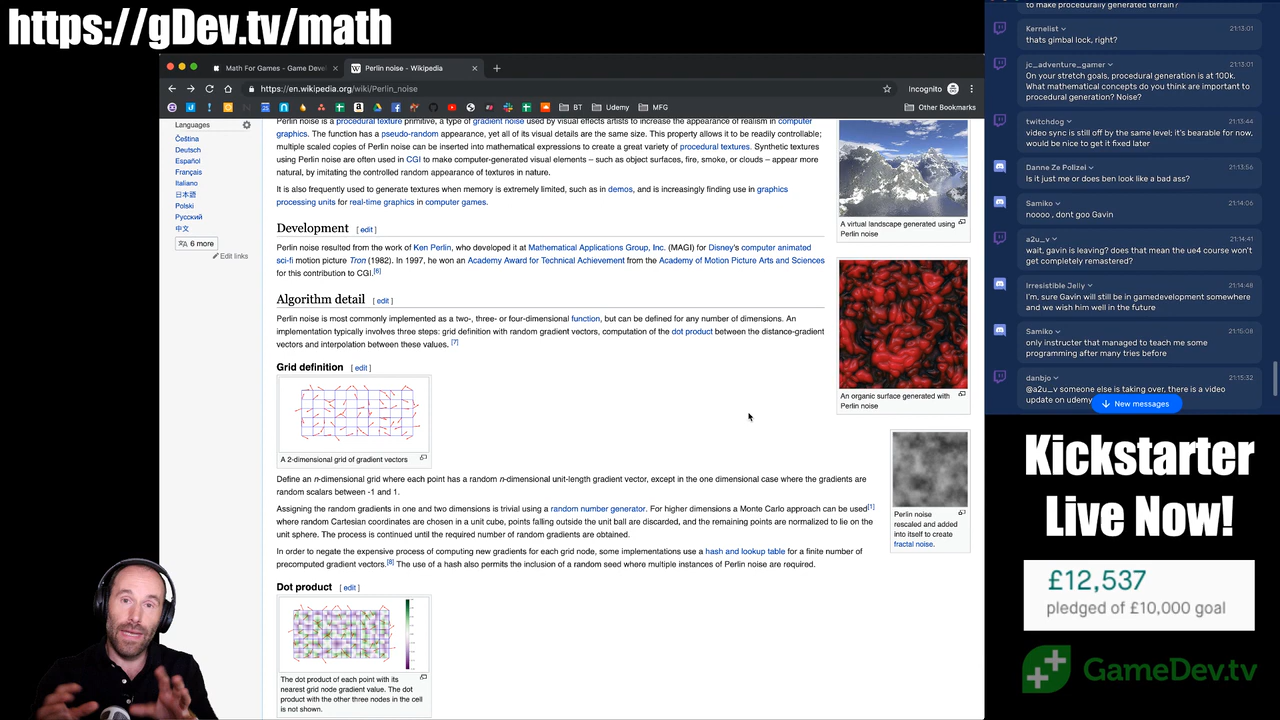 https://gDev.tv/math
Math For Games - Game Devel
Perlin noise - Wikipedia
https://en.wikipedia.org/wiki/Perlin_noise
Incognito
BT
Udemy
MFG
Other Bookmarks
Languages
Čeština
Deutsch
Español
Français
Italiano
日本語
Polski
Русский
中文
6 more
Edit links
Perlin noise is a procedural texture primitive, a type of gradient noise used by visual effects artists to increase the appearance of realism in computer
graphics. The function has a pseudo-random appearance, yet all of its visual details are the same size. This property allows it to be readily controllable;
multiple scaled copies of Perlin noise can be inserted into mathematical expressions to create a great variety of procedural textures. Synthetic textures
using Perlin noise are often used in CGI to make computer-generated visual elements – such as object surfaces, fire, smoke, or clouds – appear more
natural, by imitating the controlled random appearance of textures in nature.
It is also frequently used to generate textures when memory is extremely limited, such as in demos, and is increasingly finding use in graphics
processing units for real-time graphics in computer games.
Development [ edit ]
Perlin noise resulted from the work of Ken Perlin, who developed it at Mathematical Applications Group, Inc. (MAGI) for Disney's computer animated
sci-fi motion picture Tron (1982). In 1997, he won an Academy Award for Technical Achievement from the Academy of Motion Picture Arts and Sciences
for this contribution to CGI.[6]
Algorithm detail [ edit ]
Perlin noise is most commonly implemented as a two-, three- or four-dimensional function, but can be defined for any number of dimensions. An
implementation typically involves three steps: grid definition with random gradient vectors, computation of the dot product between the distance-gradient
vectors and interpolation between these values. [7]
Grid definition [ edit ]
A 2-dimensional grid of gradient vectors
Define an n-dimensional grid where each point has a random n-dimensional unit-length gradient vector, except in the one dimensional case where the gradients are
random scalars between -1 and 1.
Assigning the random gradients in one and two dimensions is trivial using a random number generator. For higher dimensions a Monte Carlo approach can be used[1]
where random Cartesian coordinates are chosen in a unit cube, points falling outside the unit ball are discarded, and the remaining points are normalized to lie on the
unit sphere. The process is continued until the required number of random gradients are obtained.
In order to negate the expensive process of computing new gradients for each grid node, some implementations use a hash and lookup table for a finite number of
precomputed gradient vectors.[8] The use of a hash also permits the inclusion of a random seed where multiple instances of Perlin noise are required.
Dot product [ edit ]
The dot product of each point with its
nearest grid node gradient value. The dot
product with the other three nodes in the cell
is not shown.
A virtual landscape generated using
Perlin noise
An organic surface generated with
Perlin noise
Perlin noise
rescaled and added
into itself to create
fractal noise.
to make procedurally generated terrain?
Kernelist 21:13:01
thats gimbal lock, right?
jc_adventure_gamer 21:13:01
On your stretch goals, procedural generation is at 100k.
What mathematical concepts do you think are important to
procedural generation? Noise?
twitchdog 21:13:44
video sync is still off by the same level; it's bearable for now,
would be nice to get it fixed later
Danne Ze Polizei 21:13:56
Is it just me or does ben look like a bad ass?
Samiko 21:14:06
noooo , dont goo Gavin
a2u_v 21:14:41
wait, gavin is leaving? does that mean the ue4 course won't
get completely remastered?
Irresistible Jelly 21:14:48
I'm, sure Gavin will still be in gamedevelopment somewhere
and we wish him well in the future
Samiko 21:15:08
only instructor that managed to teach me some
programming after many tries before
danbjo 21:15:32
@a2u_v someone else is taking over, there is a video
update on udemy
New messages
Kickstarter
Live Now!
£12,537
pledged of £10,000 goal
GameDev.tv